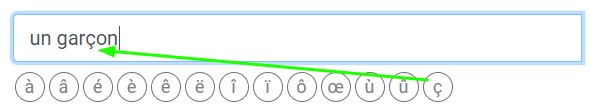 un garçon
à â é è ê ë î ï ô œ ù û ç